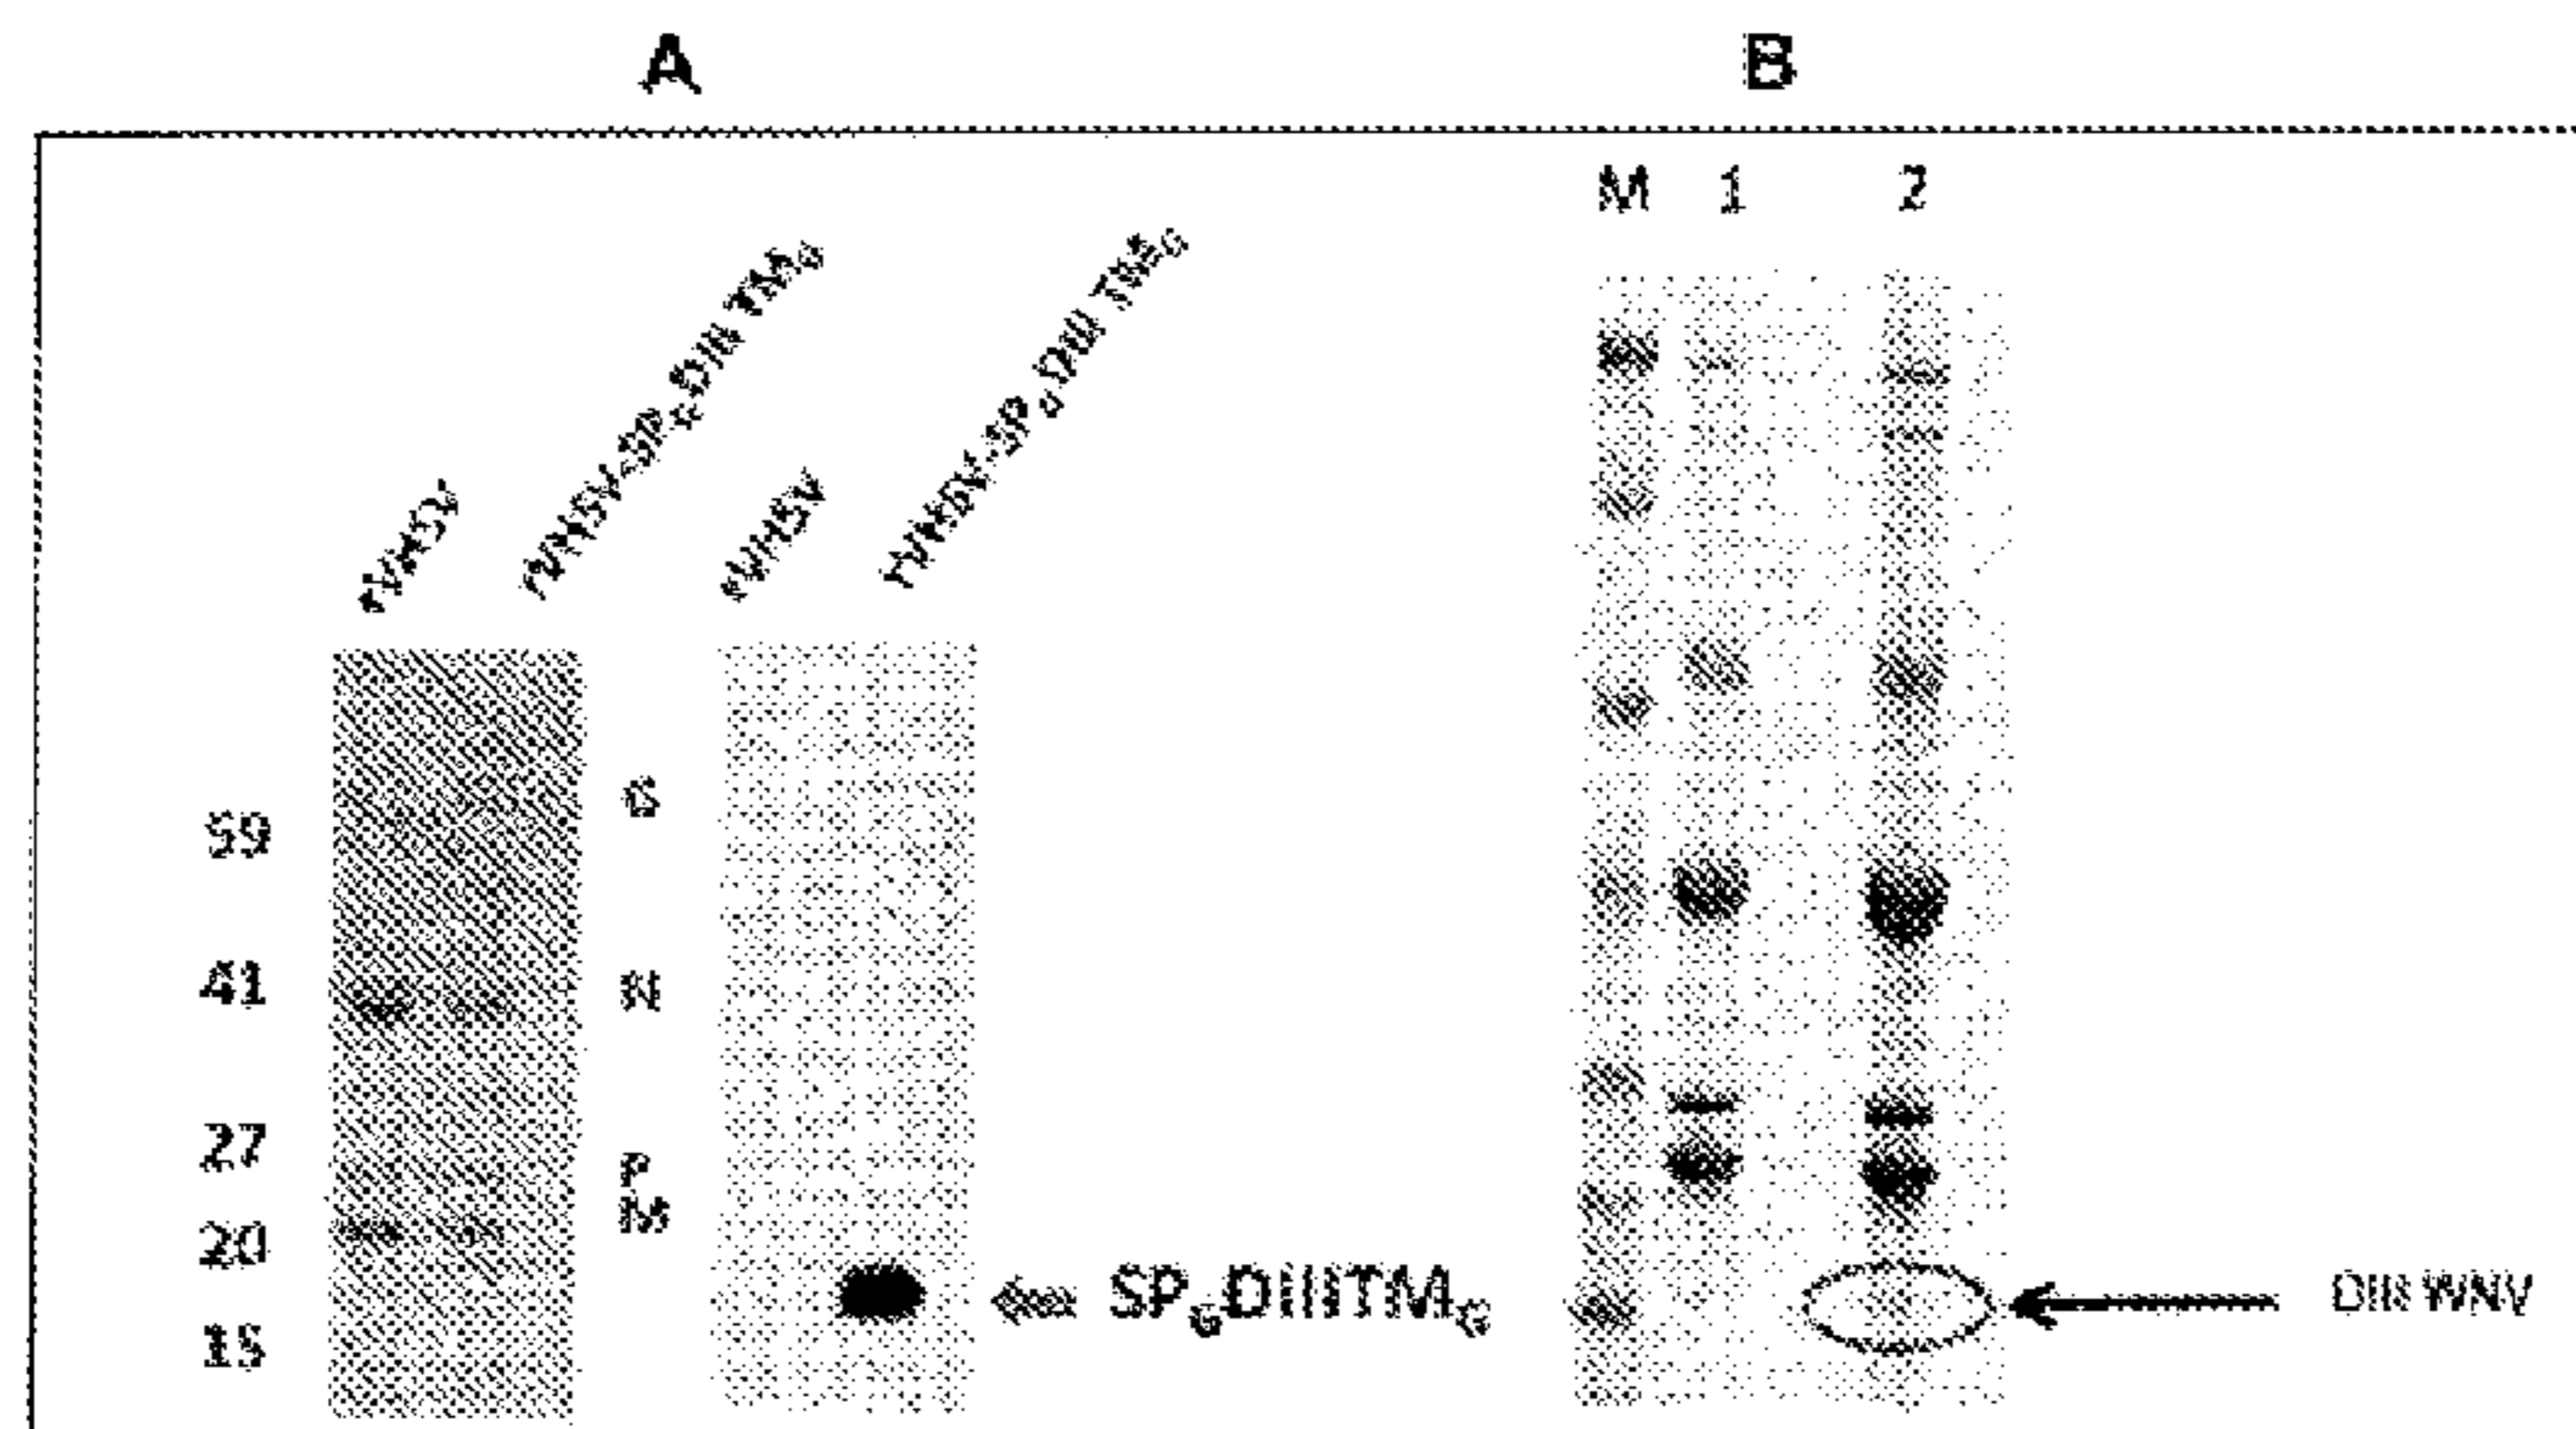 A
B
M 1 2
rVHSV
rVHSV-SPGDIII TMG
rVHSV
rVHSV-SPGDIII TMG
59
G
41
N
27
P
M
20
SPGDIIITMG
DIII WNV
15